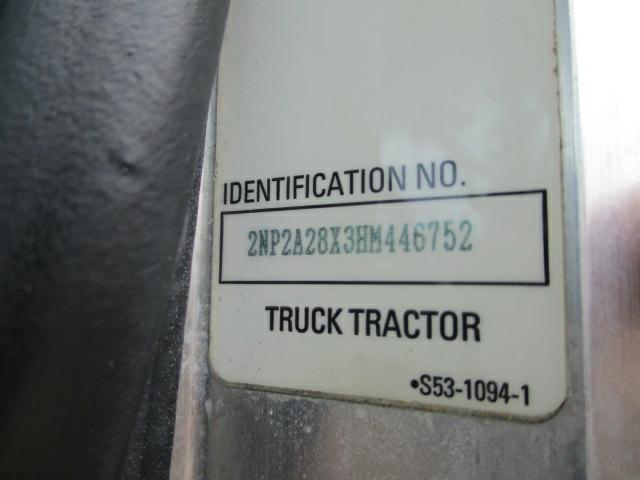 IDENTIFICATION NO.
2NP2A28X3HM446752
TRUCK TRACTOR
•S53-1094-1